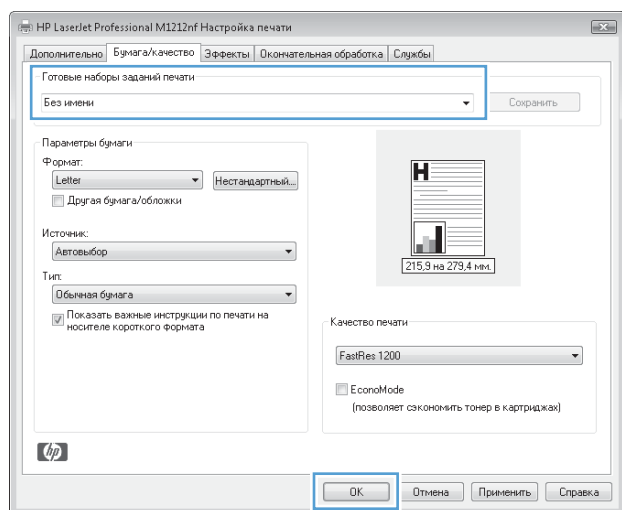 HP LaserJet Professional M1212nf Настройка печати
Дополнительно Бумага/качество Эффекты Окончательная обработка Службы
Готовые наборы заданий печати
Без имени
Сохранить
Параметры бумаги
Формат:
Letter
Нестандартный...
Другая бумага/обложки
Источник:
Автовыбор
Тип:
Обычная бумага
Показать важные инструкции по печати на
носителе короткого формата
H
215,9 на 279,4 мм.
Качество печати
FastRes 1200
EconoMode
(позволяет сэкономить тонер в картриджах)
hp
OK Отмена Применить Справка